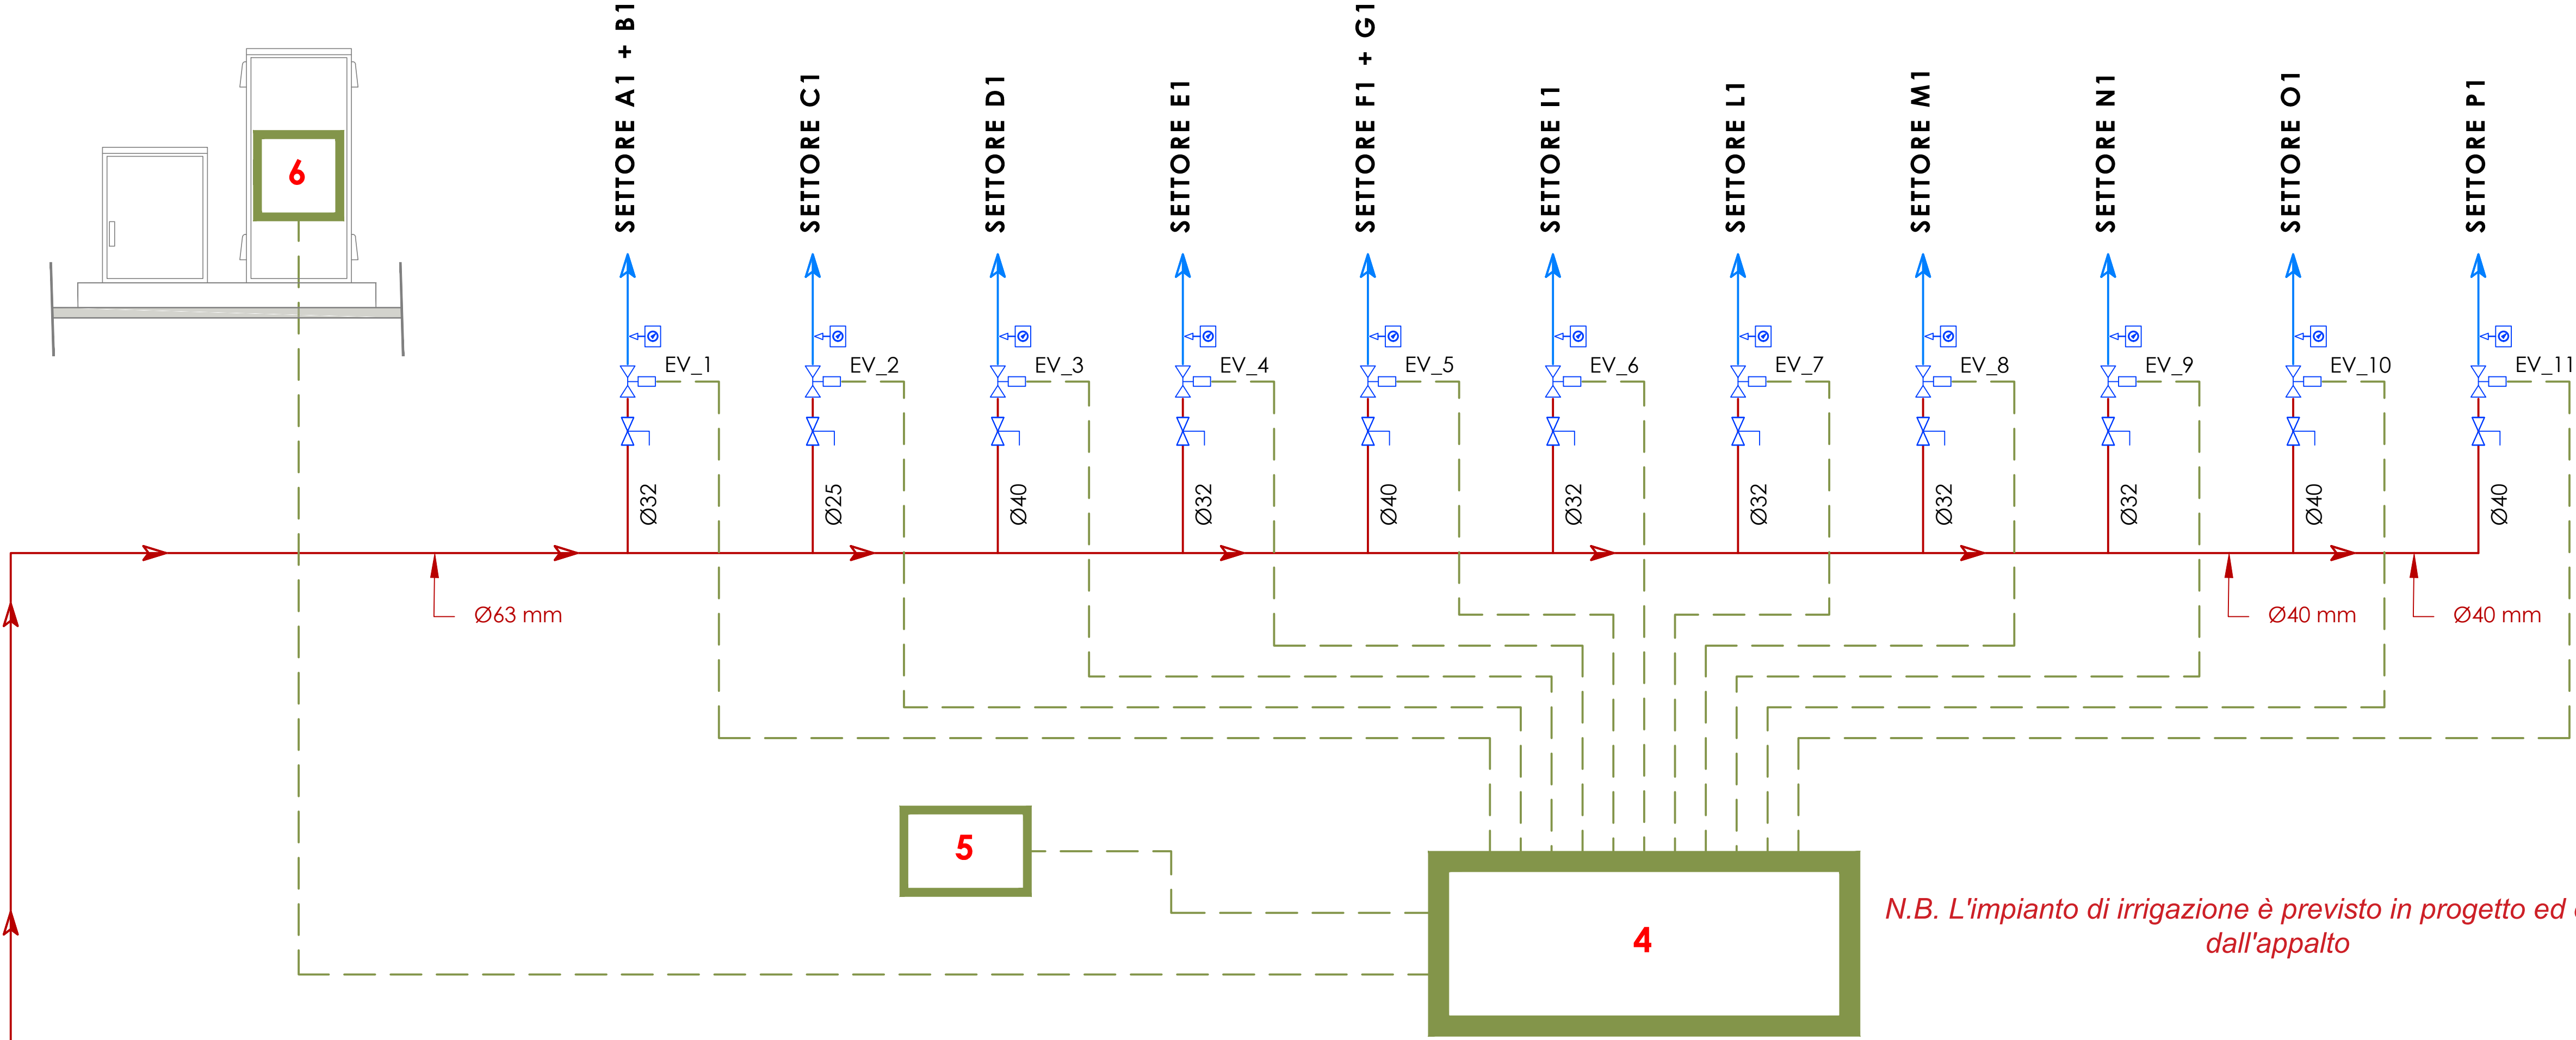 SETTORE A1 + B1
SETTORE C1
SETTORE D1
SETTORE E1
SETTORE F1 + G1
SETTORE I1
SETTORE L1
SETTORE M1
SETTORE N1
SETTORE O1
SETTORE P1
6
EV_1
EV_2
EV_3
EV_4
EV_5
EV_6
EV_7
EV_8
EV_9
EV_10
EV_11
Ø32
Ø25
Ø40
Ø32
Ø40
Ø32
Ø32
Ø32
Ø32
Ø40
Ø40
Ø63 mm
Ø40 mm
Ø40 mm
5
4
N.B. L'impianto di irrigazione è previsto in progetto ed
dall'appalto